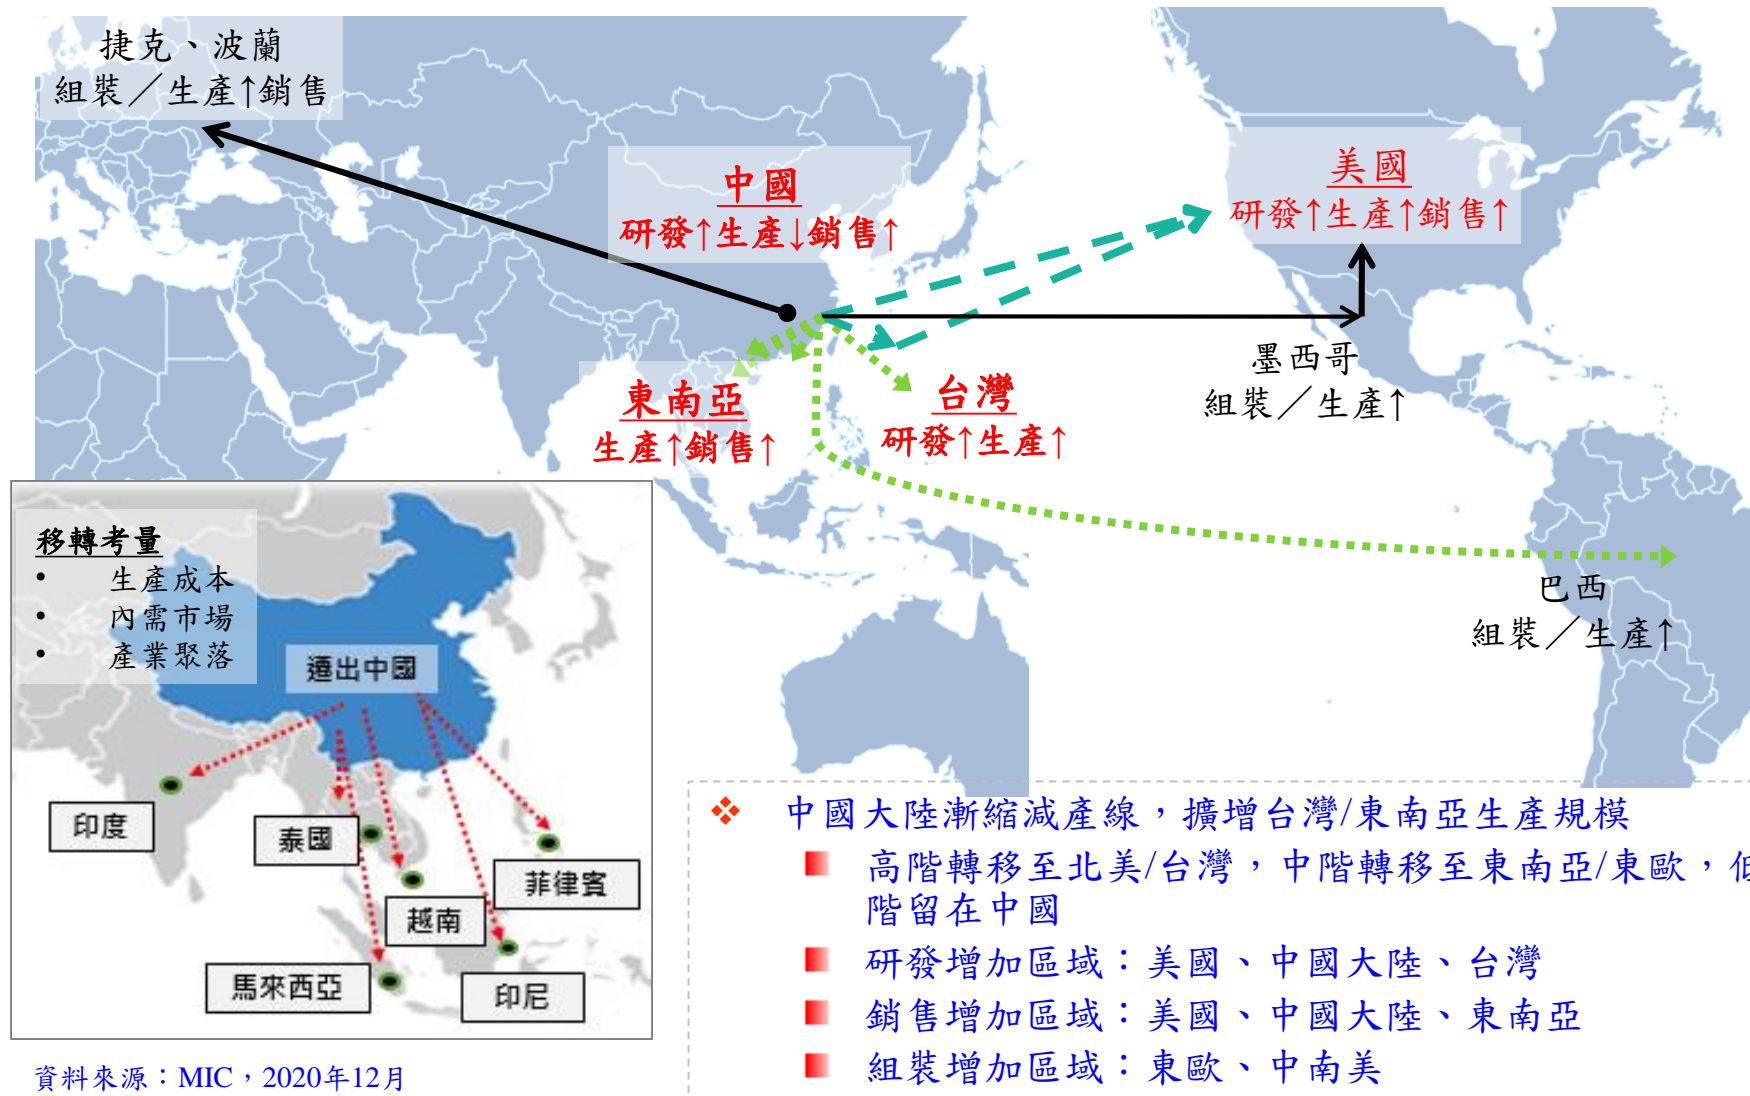 捷克、波蘭
組裝／生產↑銷售
中國
研發↑生產↓銷售↑
美國
研發↑生產↑銷售↑
墨西哥
組裝／生產↑
東南亞
生產↑銷售↑
台灣
研發↑生產↑
巴西
組裝／生產↑
移轉考量
• 生產成本
• 內需市場
• 產業聚落
遷出中國
印度
泰國
菲律賓
越南
馬來西亞
印尼
中國大陸漸縮減產線，擴增台灣/東南亞生產規模
高階轉移至北美/台灣，中階轉移至東南亞/東歐，低
階留在中國
研發增加區域：美國、中國大陸、台灣
銷售增加區域：美國、中國大陸、東南亞
組裝增加區域：東歐、中南美
資料來源：MIC，2020年12月